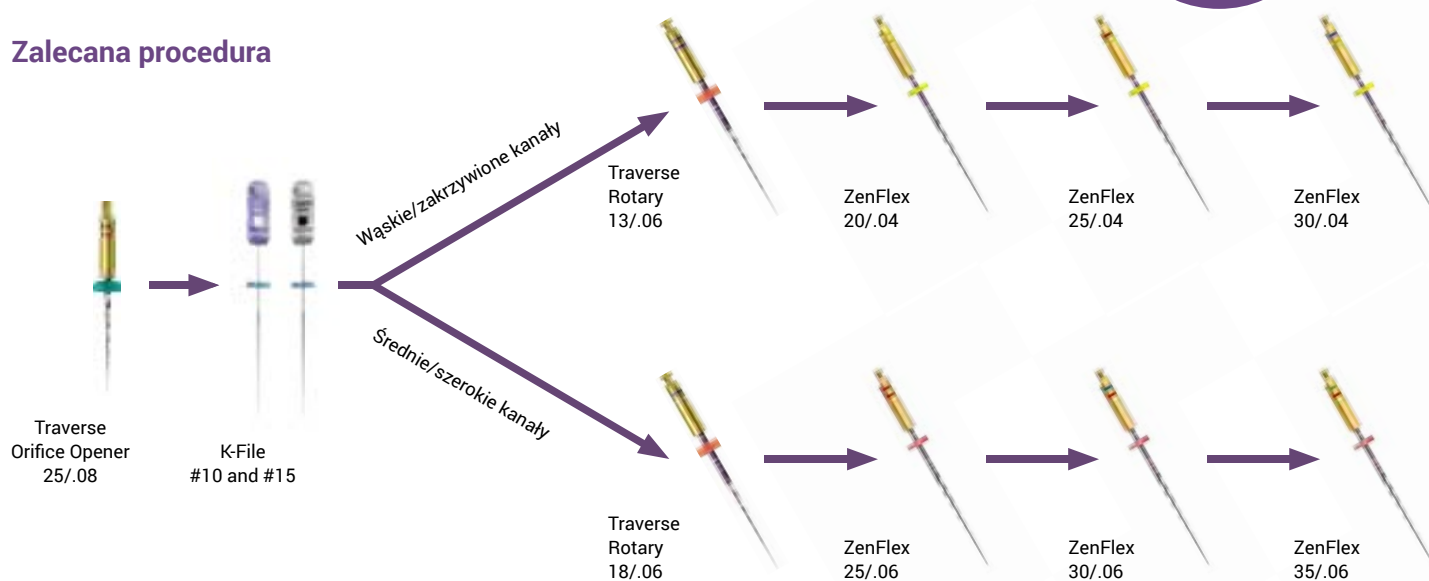 Zalecana procedura
Traverse
Orifice Opener
25/.08
K-File
#10 and #15
Wąskie/zakrzywione kanały
Traverse
Rotary
13/.06
ZenFlex
20/.04
ZenFlex
25/.04
ZenFlex
30/.04
Średnie/szerokie kanały
Traverse
Rotary
18/.06
ZenFlex
25/.06
ZenFlex
30/.06
ZenFlex
35/.06